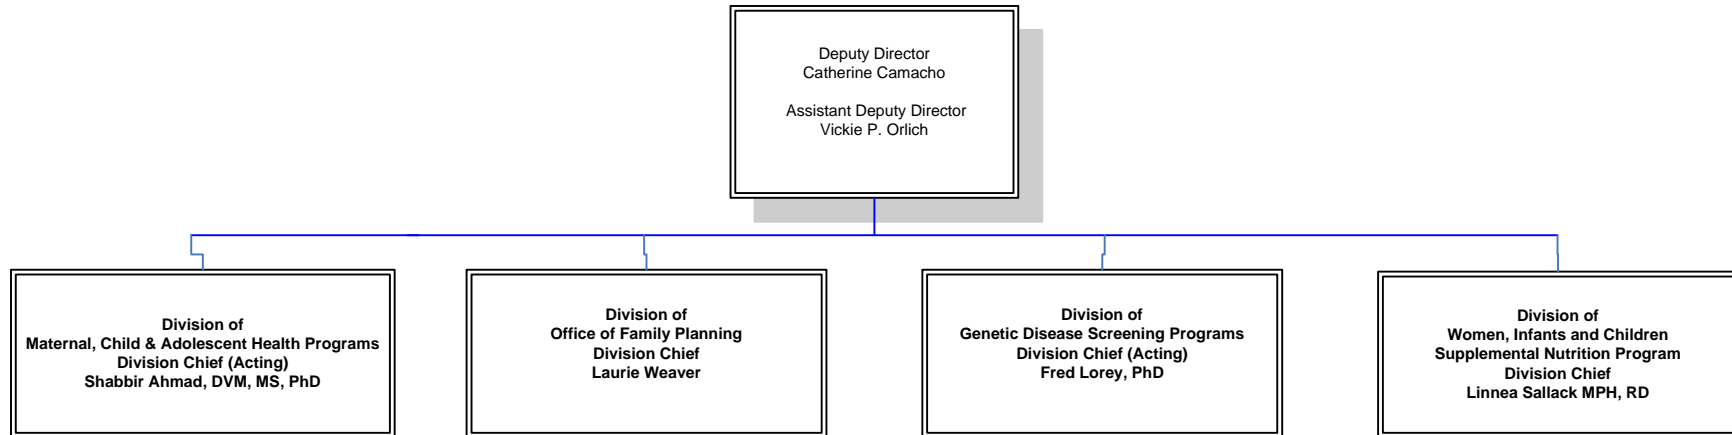 Deputy Director
Catherine Camacho
Assistant Deputy Director
Vickie P. Orlich
Division of
Maternal, Child & Adolescent Health Programs
Division Chief (Acting)
Shabbir Ahmad, DVM, MS, PhD
Division of
Office of Family Planning
Division Chief
Laurie Weaver
Division of
Genetic Disease Screening Programs
Division Chief (Acting)
Fred Lorey, PhD
Division of
Women, Infants and Children
Supplemental Nutrition Program
Division Chief
Linnea Sallack MPH, RD